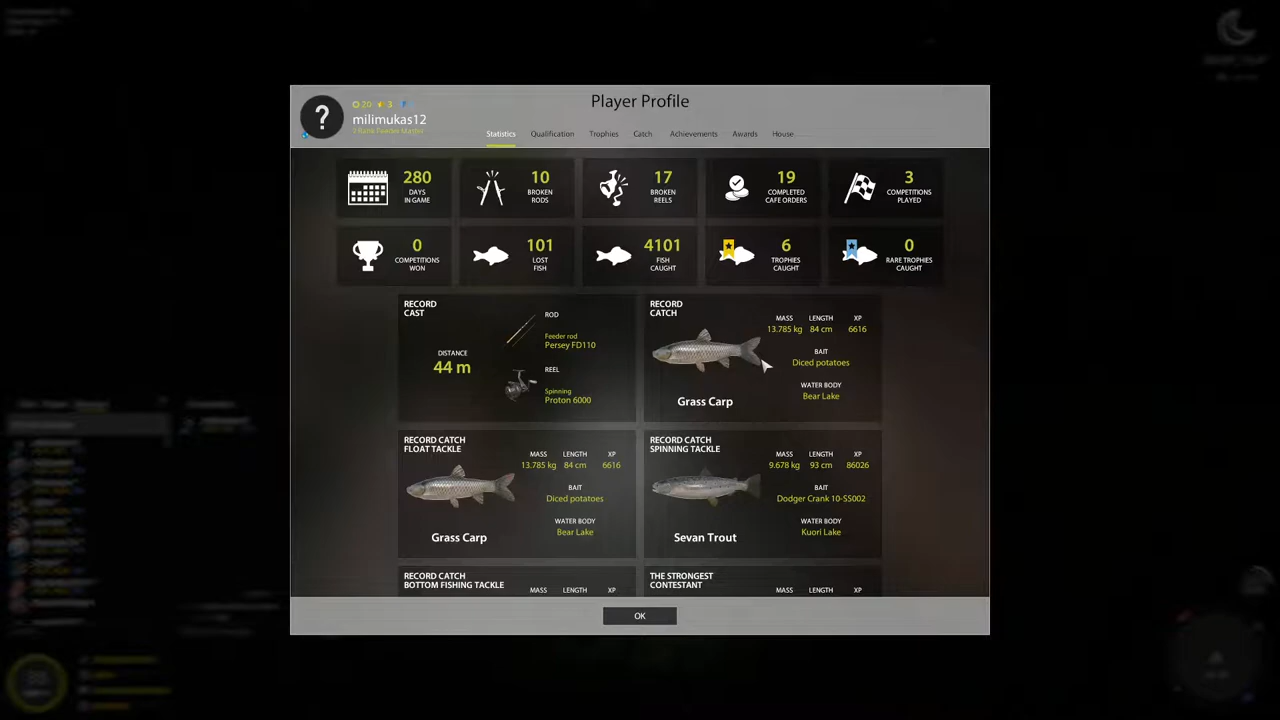 Player Profile
20 3
milimukas12
Statistics Qualification Trophies Catch Achievements Awards House
280
DAYS
IN GAME
10
BROKEN
RODS
17
BROKEN
REELS
19
COMPLETED
CAFE ORDERS
3
COMPETITIONS
PLAYED
0
COMPETITIONS
WON
101
LOST
FISH
4101
FISH
CAUGHT
6
TROPHIES
CAUGHT
0
RARE TROPHIES
CAUGHT
RECORD
CAST
DISTANCE
44 m
ROD
Feeder rod
Persey FD110
REEL
Spinning
Proton 6000
RECORD
CATCH
Grass Carp
MASS LENGTH XP
13.785 kg 84 cm 6616
BAIT
Diced potatoes
WATER BODY
Bear Lake
RECORD CATCH
FLOAT TACKLE
Grass Carp
MASS LENGTH XP
13.785 kg 84 cm 6616
BAIT
Diced potatoes
WATER BODY
Bear Lake
RECORD CATCH
SPINNING TACKLE
Sevan Trout
MASS LENGTH XP
9.678 kg 93 cm 86026
BAIT
Dodger Crank 10-SS002
WATER BODY
Kuori Lake
RECORD CATCH
BOTTOM FISHING TACKLE
MASS LENGTH XP
THE STRONGEST
CONTESTANT
MASS LENGTH XP
OK